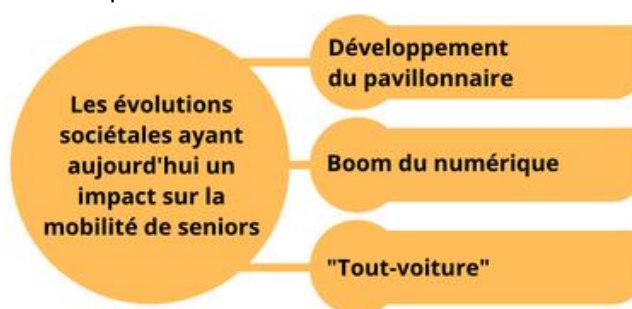 Les évolutions
sociétales ayant
aujourd'hui un
impact sur la
mobilité de seniors
Développement
du pavillonnaire
Boom du numérique
"Tout-voiture"